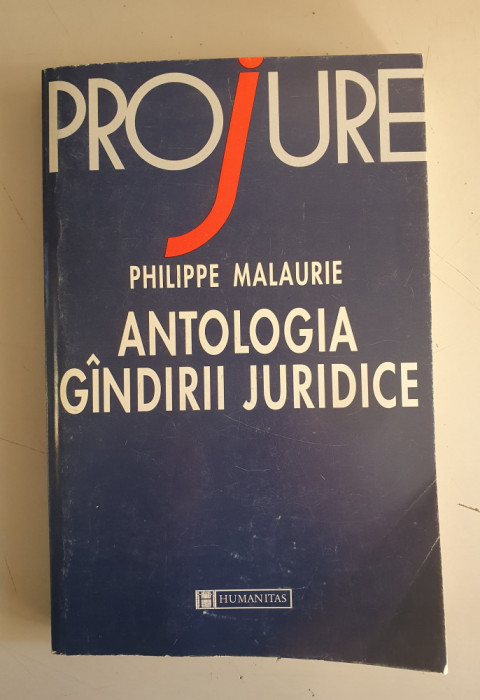 PROjURE
PHILIPPE MALAURIE
ANTOLOGIA
GÎNDIRII JURIDICE
HUMANITAS